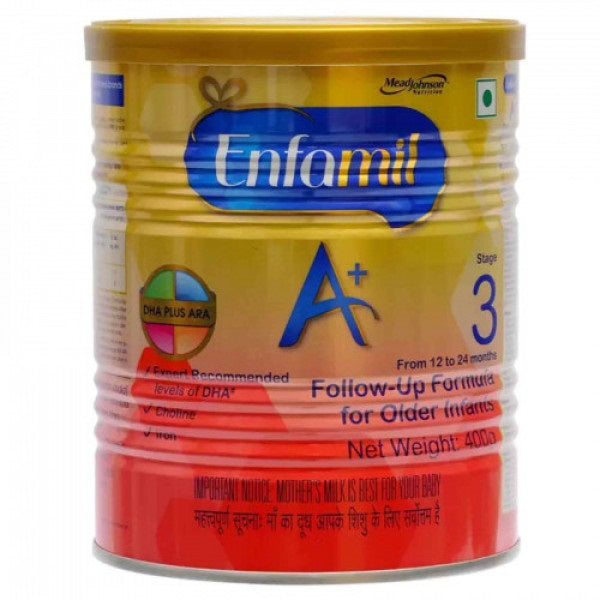 MeadJohnson
Nutrition
Enfamil
A+
Stage
3
DHA PLUS ARA
From 12 to 24 months
✓ Expert Recommended
levels of DHA*
✓ Choline
✓ Iron
Follow-Up Formula
for Older Infants
Net Weight: 400g
IMPORTANT NOTICE: MOTHER'S MILK IS BEST FOR YOUR BABY
महत्त्वपूर्ण सूचना: माँ का दूध आपके शिशु के लिए सर्वोत्तम है